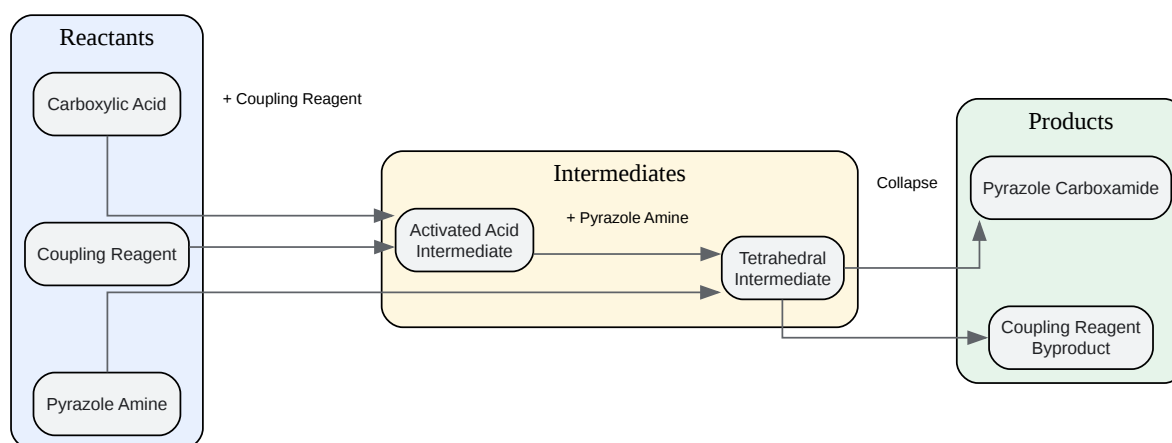 Reactants
Carboxylic Acid
+ Coupling Reagent
Coupling Reagent
Pyrazole Amine
Intermediates
Activated Acid
Intermediate
+ Pyrazole Amine
Tetrahedral
Intermediate
Collapse
Products
Pyrazole Carboxamide
Coupling Reagent
Byproduct